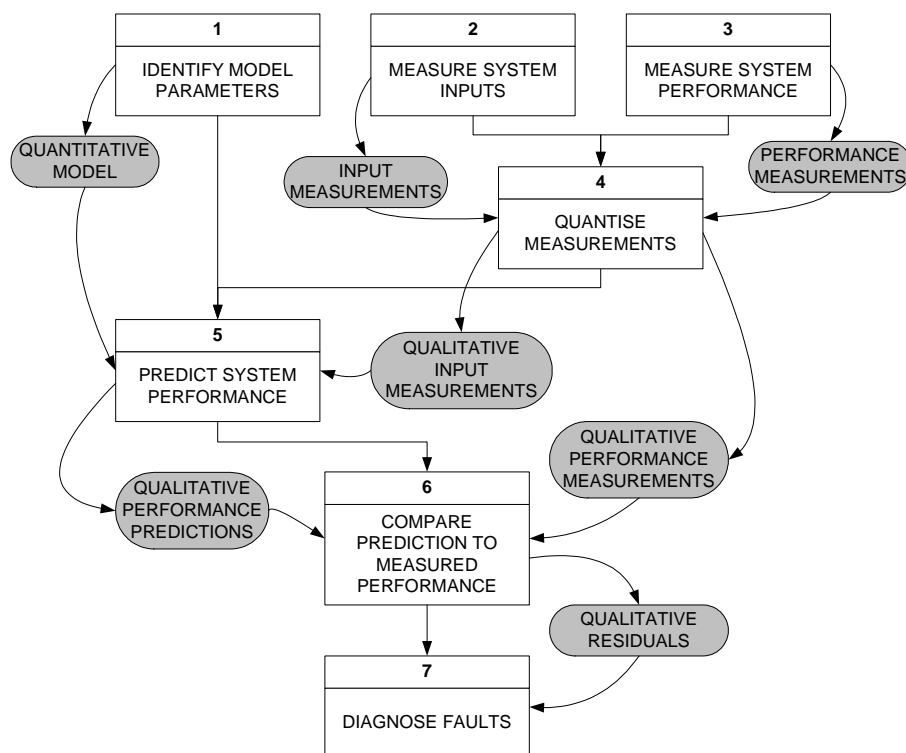 1
IDENTIFY MODEL
PARAMETERS
2
MEASURE SYSTEM
INPUTS
3
MEASURE SYSTEM
PERFORMANCE
QUANTITATIVE
MODEL
INPUT
MEASUREMENTS
PERFORMANCE
MEASUREMENTS
4
QUANTISE
MEASUREMENTS
5
PREDICT SYSTEM
PERFORMANCE
QUALITATIVE
INPUT
MEASUREMENTS
QUALITATIVE
PERFORMANCE
MEASUREMENTS
QUALITATIVE
PERFORMANCE
PREDICTIONS
6
COMPARE
PREDICTION TO
MEASURED
PERFORMANCE
QUALITATIVE
RESIDUALS
7
DIAGNOSE FAULTS